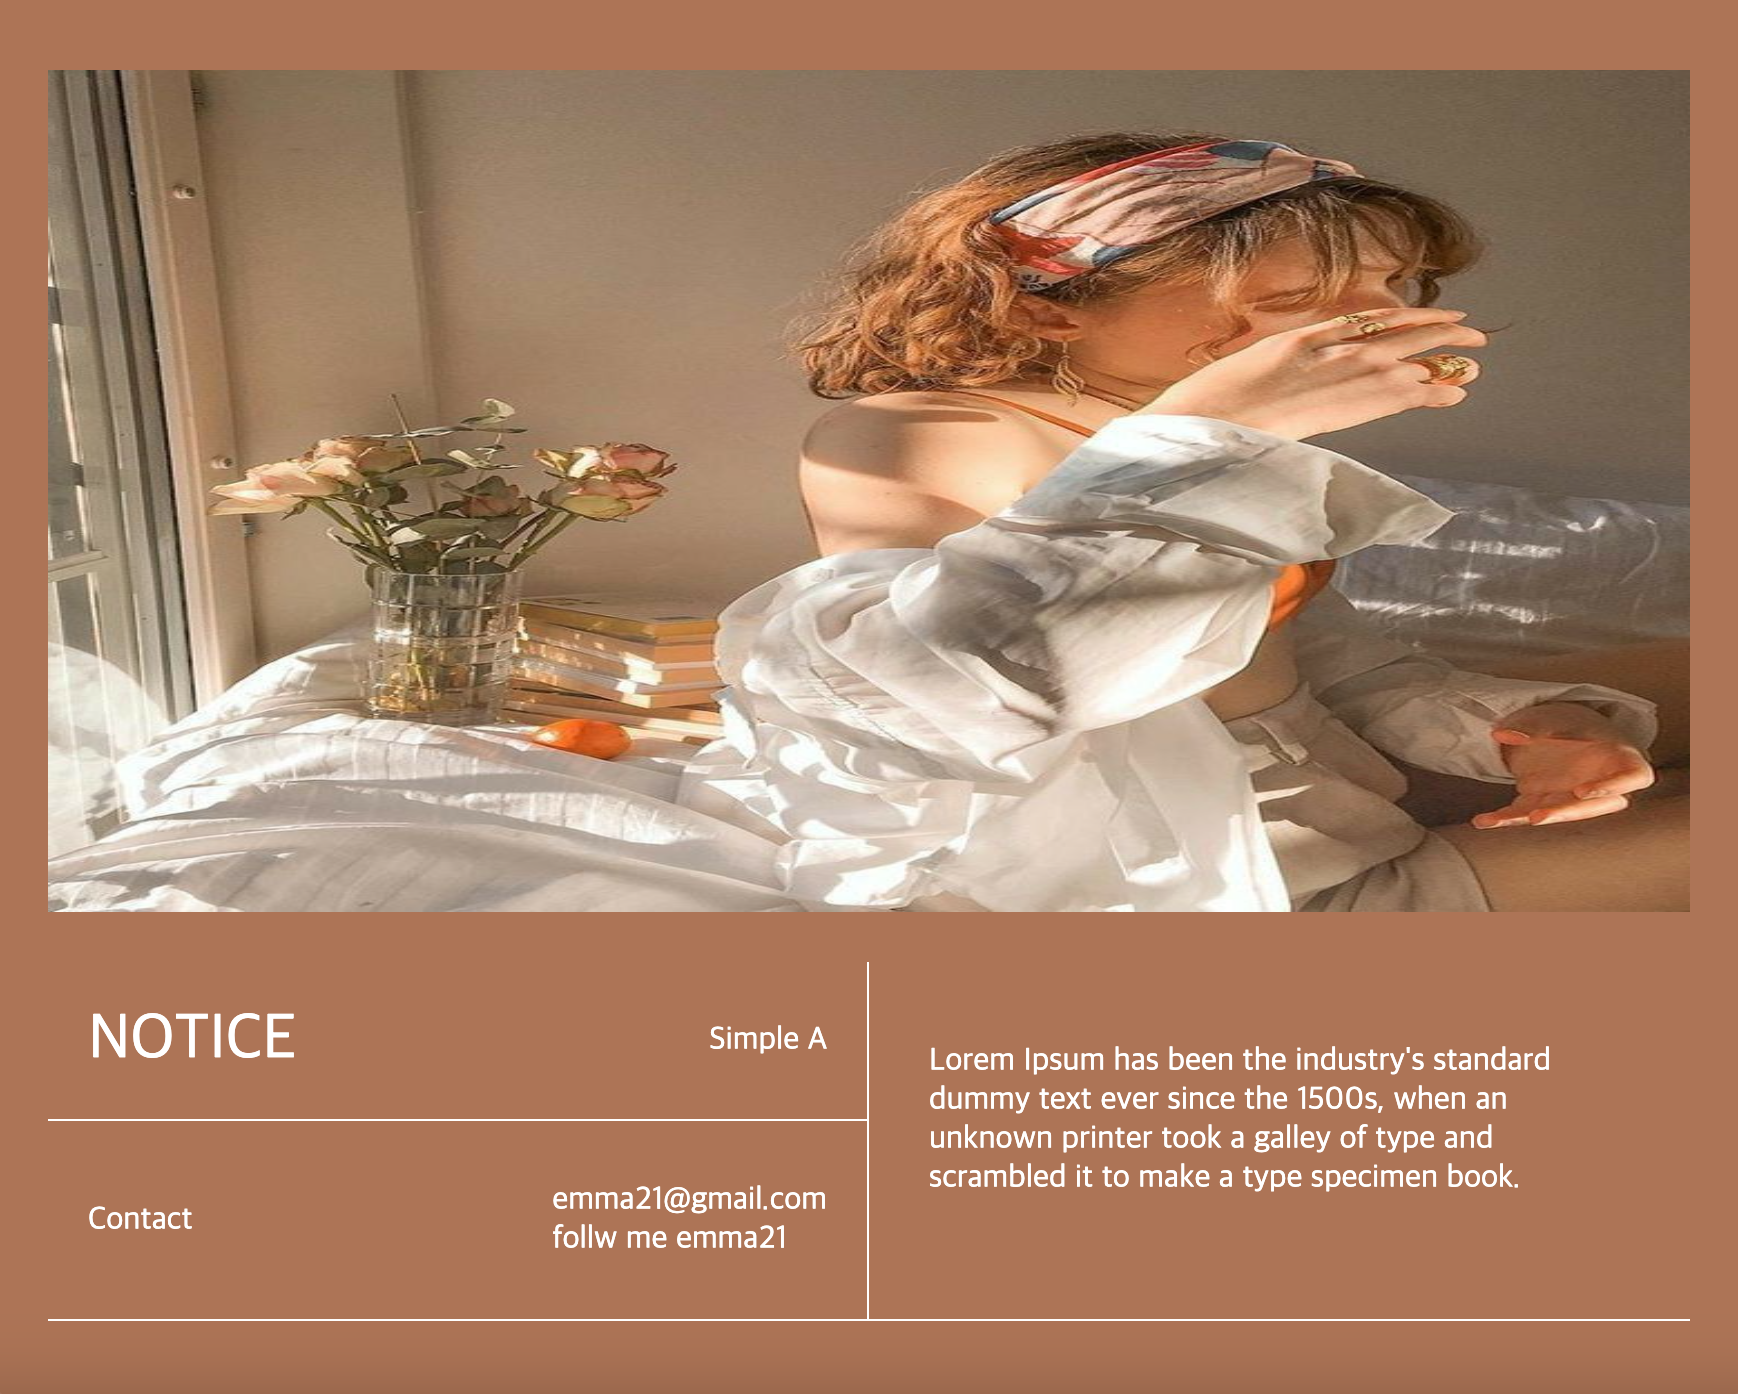 NOTICE
Simple A
Contact
emma21@gmail.com
follw me emma21
Lorem Ipsum has been the industry's standard
dummy text ever since the 1500s, when an
unknown printer took a galley of type and
scrambled it to make a type specimen book.